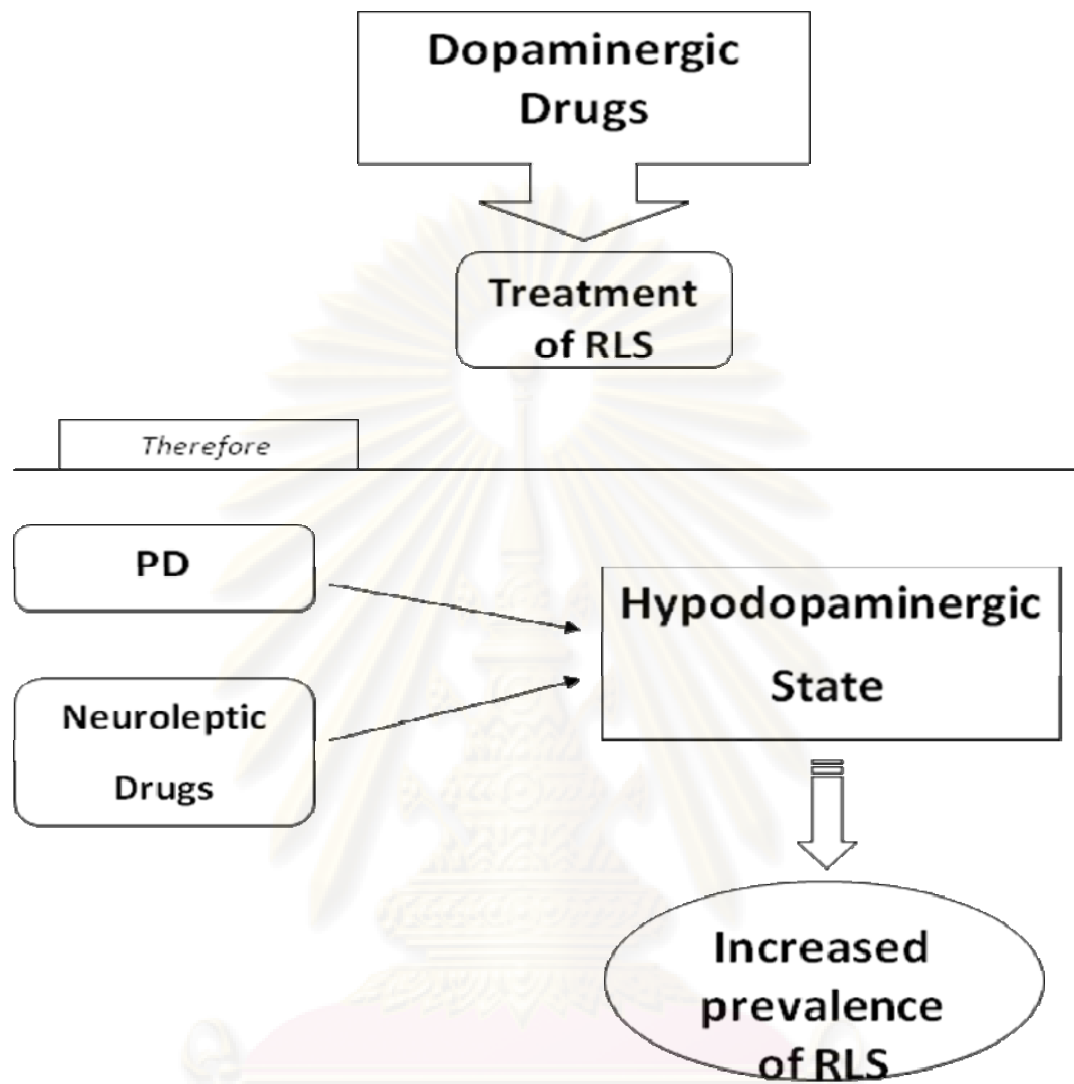 Dopaminergic
Drugs
Treatment
of RLS
Therefore
PD
Neuroleptic
Drugs
Hypodopaminergic
State
Increased
prevalence
of RLS